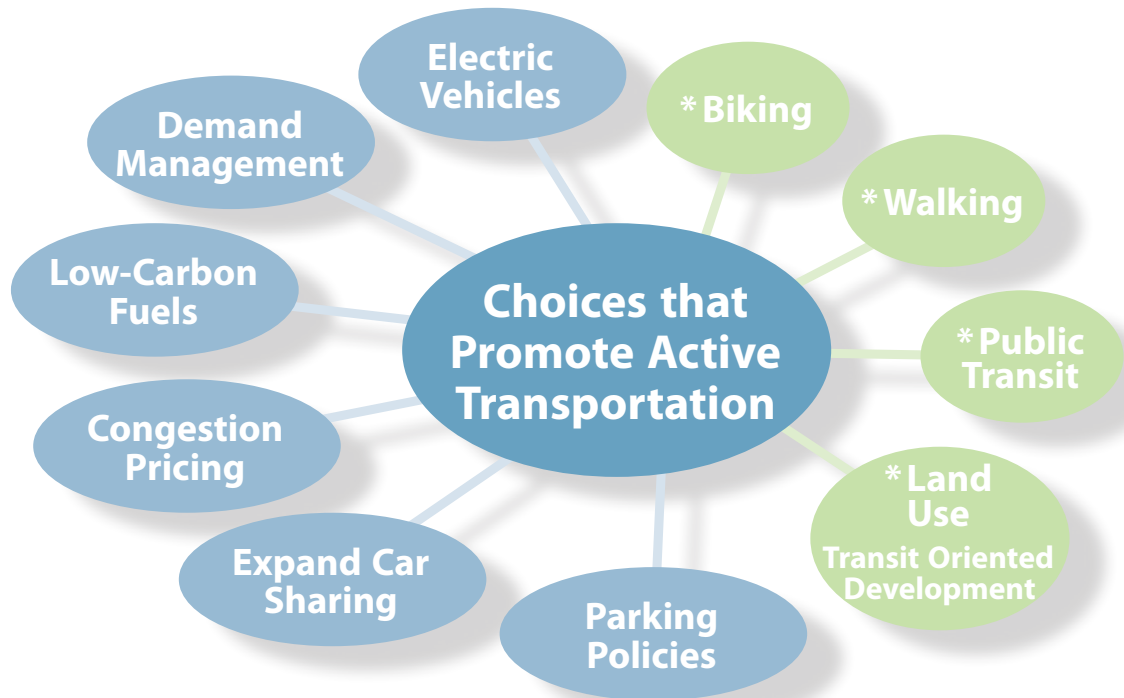 Electric
Vehicles
* Biking
Demand
Management
* Walking
Low-Carbon
Fuels
Choices that
Promote Active
Transportation
* Public
Transit
Congestion
Pricing
* Land
Use
Transit Oriented
Development
Expand Car
Sharing
Parking
Policies